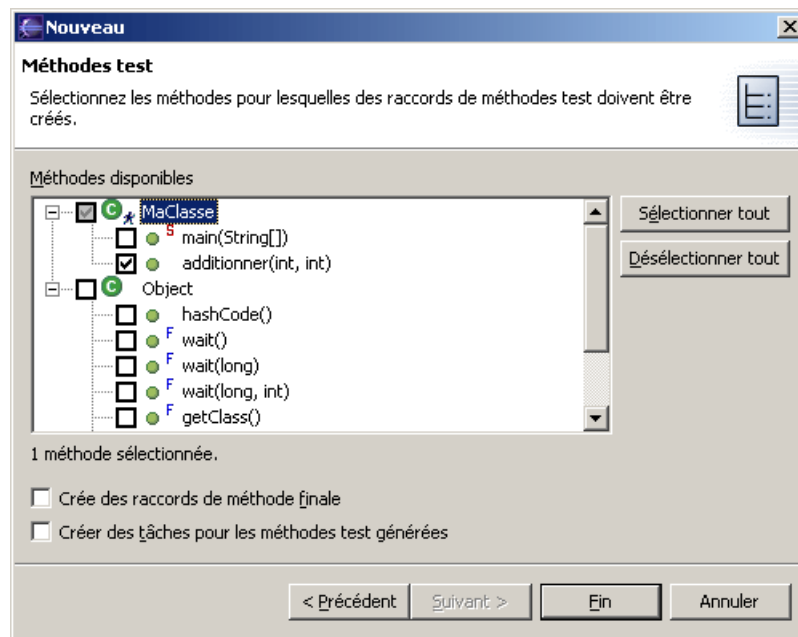 Nouveau
Méthodes test
Sélectionnez les méthodes pour lesquelles des raccords de méthodes test doivent être
créés.
Méthodes disponibles
MaClasse
S main(String[])
additionner(int, int)
Object
hashCode()
F wait()
F wait(long)
F wait(long, int)
F getClass()
Sélectionner tout
Désélectionner tout
1 méthode sélectionnée.
Crée des raccords de méthode finale
Créer des tâches pour les méthodes test générées
< Précédent
Suivant >
Fin
Annuler